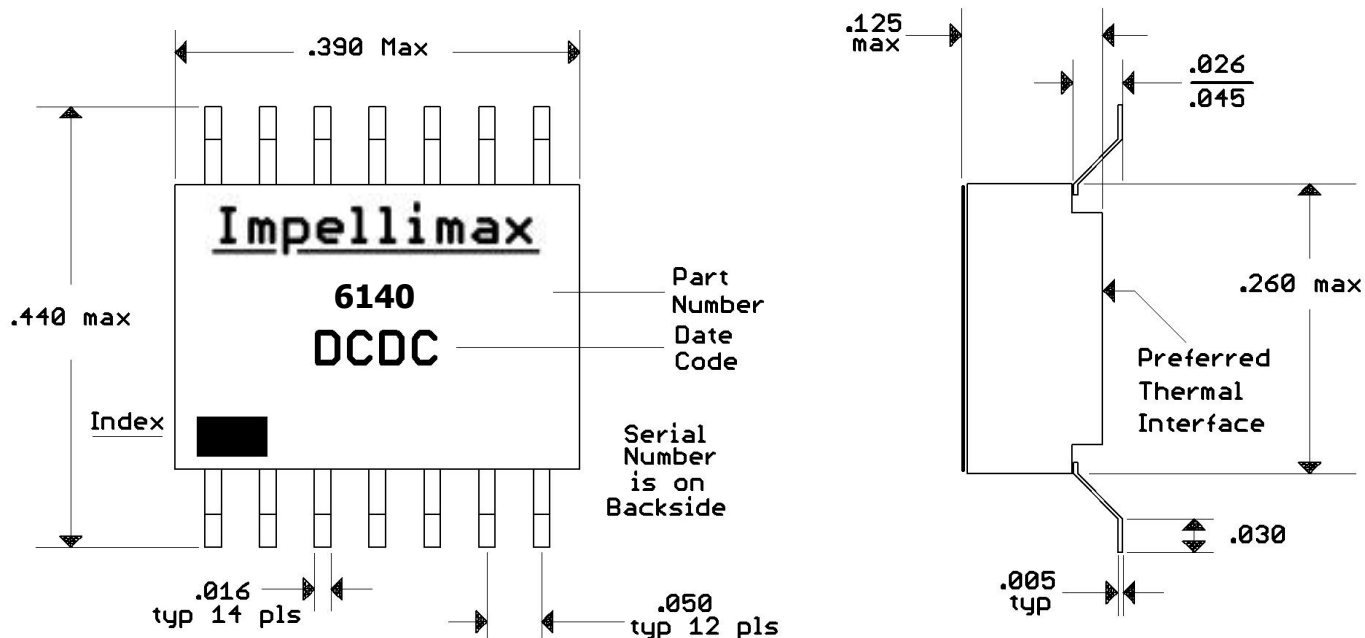 .390 Max
.440 max
Impellimax
6140
DCDC
Part
Number
Date
Code
Index
Serial
Number
is on
Backside
.016
typ 14 pls
.050
typ 12 pls
.125
max
.026
.045
.260 max
Preferred
Thermal
Interface
.030
.005
typ